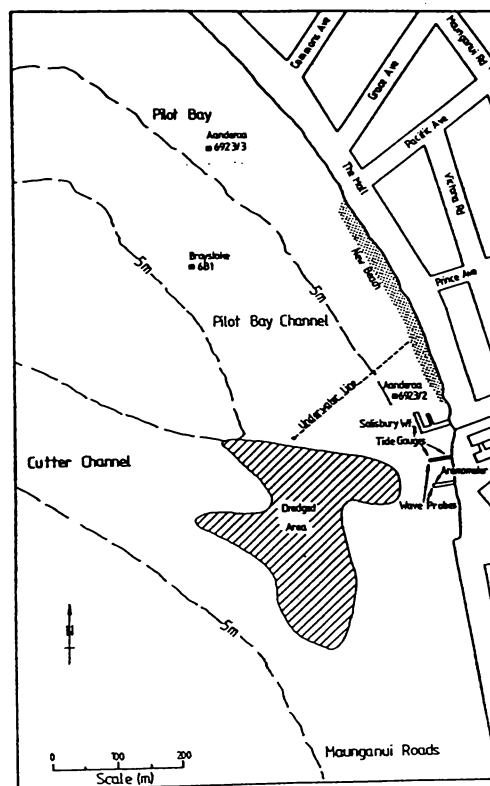 Commons Ave
Grace Ave
Maunganui Rd
Pilot Bay
Aanderaa
6923/3
Pacific Ave
The Mall
Victoria Rd
New Beach
Brayslake
681
5m
5m
Prince Ave
Pilot Bay Channel
Underwater Line
Aanderaa
6923/2
Salisbury Wf.
Tide Gauges
Anemometer
Cutter Channel
Wave Probes
Dredged
Area
5m
N
0 100 200
Scale (m)
Maunganui Roads